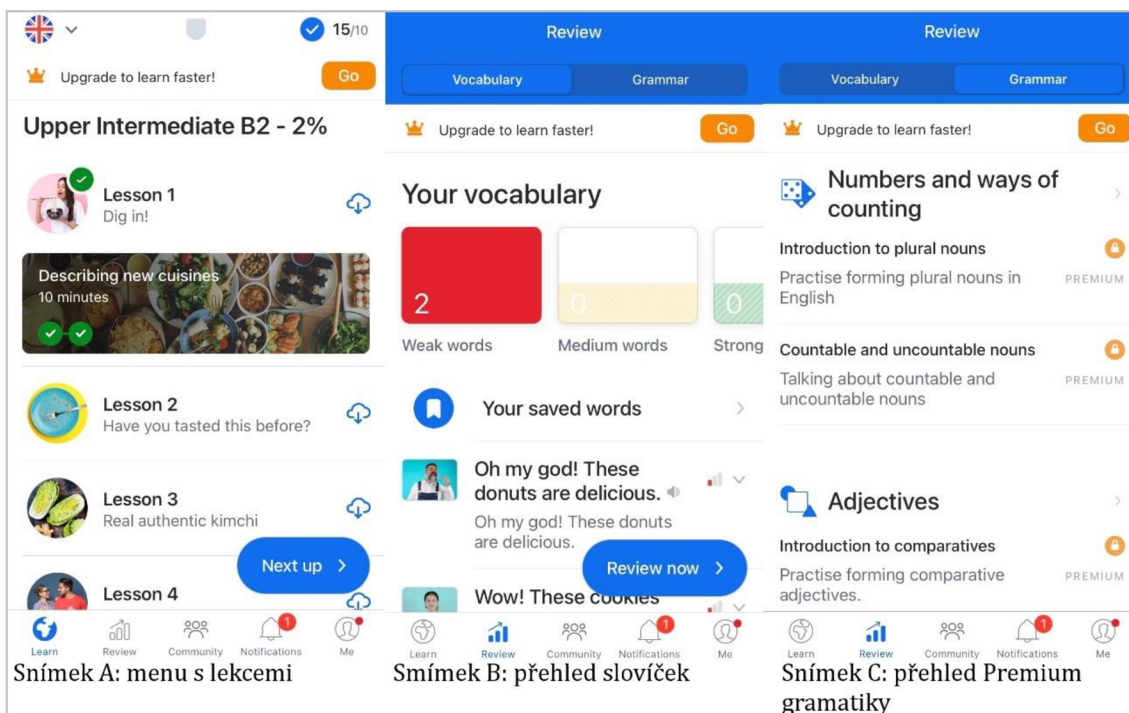 15/10
Upgrade to learn faster!
Go
Upper Intermediate B2 - 2%
Lesson 1
Dig in!
Describing new cuisines
10 minutes
Lesson 2
Have you tasted this before?
Lesson 3
Real authentic kimchi
Next up
Lesson 4
Learn
Review
Community
1
Notifications
Me
Snímek A: menu s lekcemi
Review
Vocabulary
Grammar
Upgrade to learn faster!
Go
Your vocabulary
2
0
0
Weak words
Medium words
Strong
Your saved words
Oh my god! These
donuts are delicious.
Oh my god! These donuts
are delicious.
Review now
Wow! These cookies
Learn
Review
Community
1
Notifications
Me
Smímek B: přehled slovíček
Review
Vocabulary
Grammar
Upgrade to learn faster!
Go
Numbers and ways of
counting
Introduction to plural nouns
Practise forming plural nouns in
English
PREMIUM
Countable and uncountable nouns
Talking about countable and
uncountable nouns
PREMIUM
Adjectives
Introduction to comparatives
Practise forming comparative
adjectives.
PREMIUM
Learn
Review
Community
1
Notifications
Me
Snímek C: přehled Premium
gramatiky